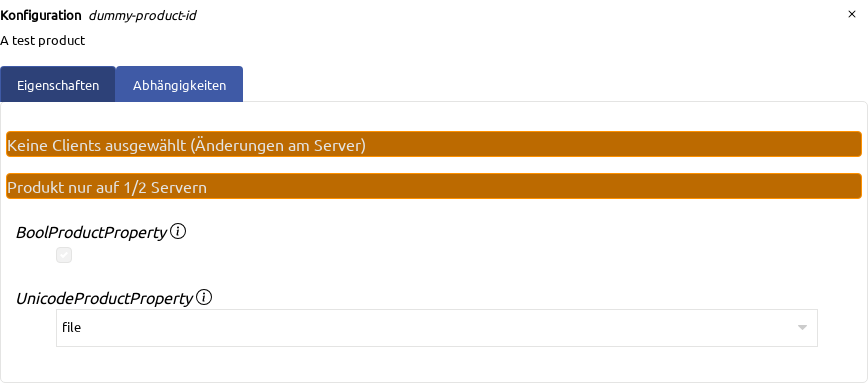 Konfiguration dummy-product-id
A test product
Eigenschaften Abhängigkeiten
Keine Clients ausgewählt (Änderungen am Server)
Produkt nur auf 1/2 Servern
BoolProductProperty
UnicodeProductProperty
file